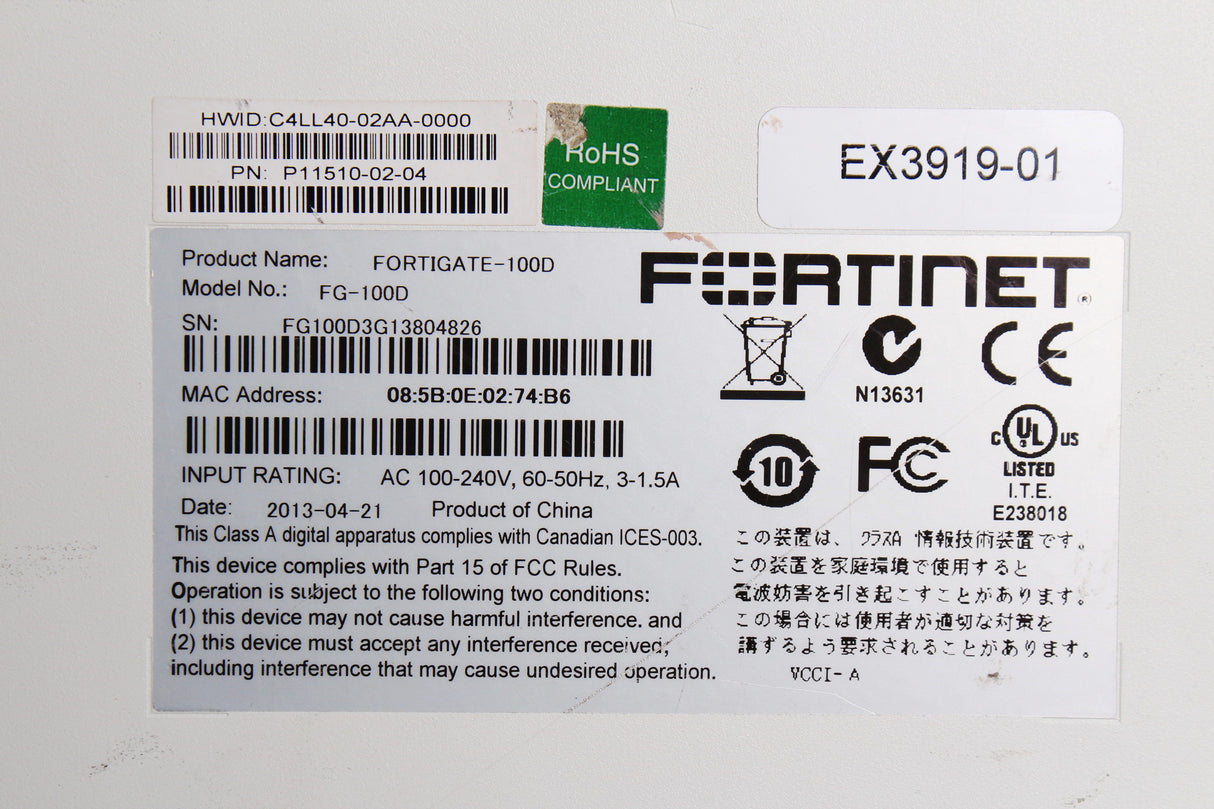 HWID:C4LL40-02AA-0000
PN: P11510-02-04
RoHS
COMPLIANT
EX3919-01
Product Name: FORTIGATE-100D
Model No.: FG-100D
FORTINET®
SN: FG100D3G13804826
MAC Address: 08:5B:0E:02:74:B6
N13631
CE
INPUT RATING: AC 100-240V, 60-50Hz, 3-1.5A
10
FC
C UL US
LISTED
I.T.E.
E238018
Date: 2013-04-21 Product of China
This Class A digital apparatus complies with Canadian ICES-003.
This device complies with Part 15 of FCC Rules.
Operation is subject to the following two conditions:
(1) this device may not cause harmful interference. and
(2) this device must accept any interference received;
including interference that may cause undesired operation.
この装置は、クラスA 情報技術装置です。
この装置を家庭環境で使用すると
電波妨害を引き起こすことがあります。
この場合には使用者が適切な対策を
講ずるよう要求されることがあります。
VCCI-A